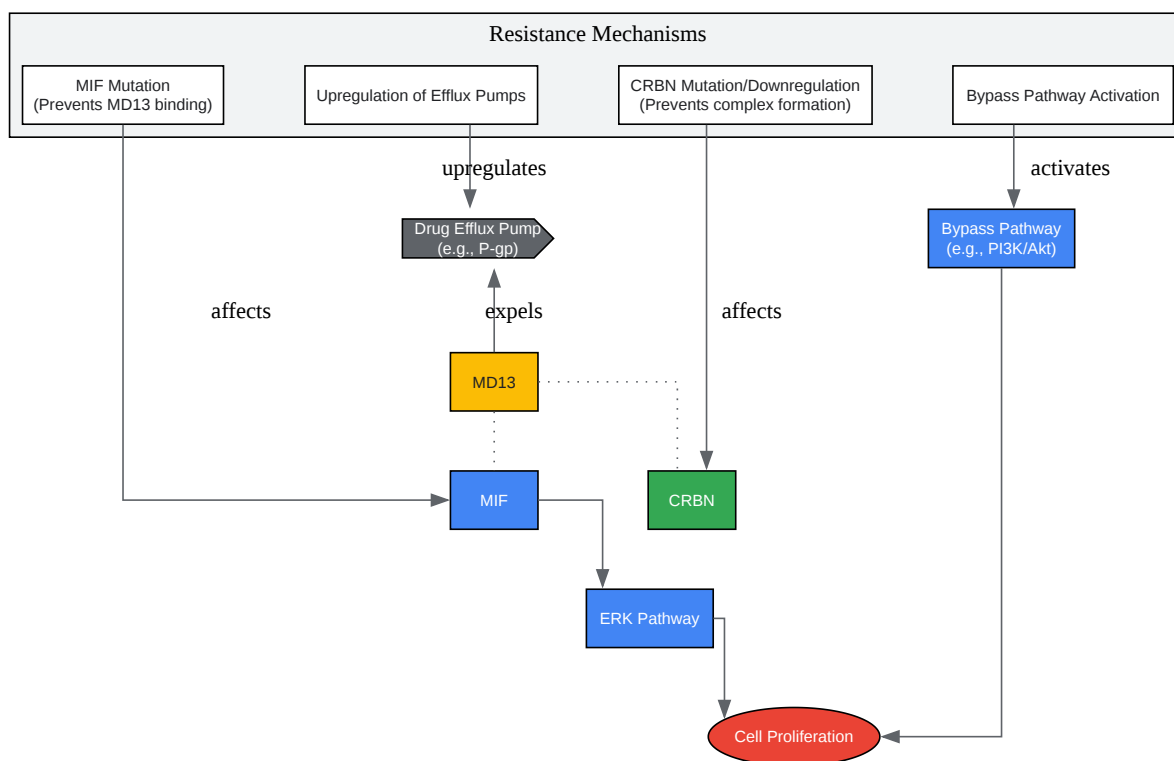 Resistance Mechanisms
MIF Mutation
(Prevents MD13 binding)
Upregulation of Efflux Pumps
CRBN Mutation/Downregulation
(Prevents complex formation)
Bypass Pathway Activation
upregulates
activates
Drug Efflux Pump
(e.g., P-gp)
Bypass Pathway
(e.g., PI3K/Akt)
affects
expels
affects
MD13
MIF
CRBN
ERK Pathway
Cell Proliferation